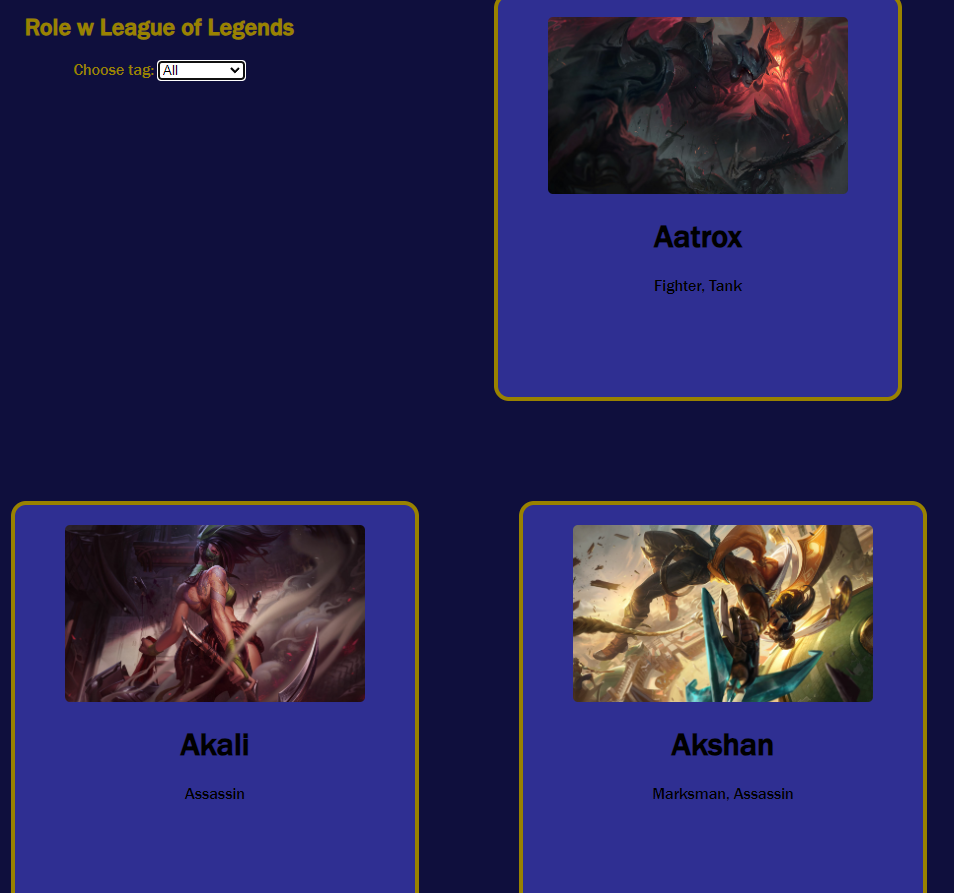 Role w League of Legends
Choose tag: All
Aatrox
Fighter, Tank
Akali
Assassin
Akshan
Marksman, Assassin